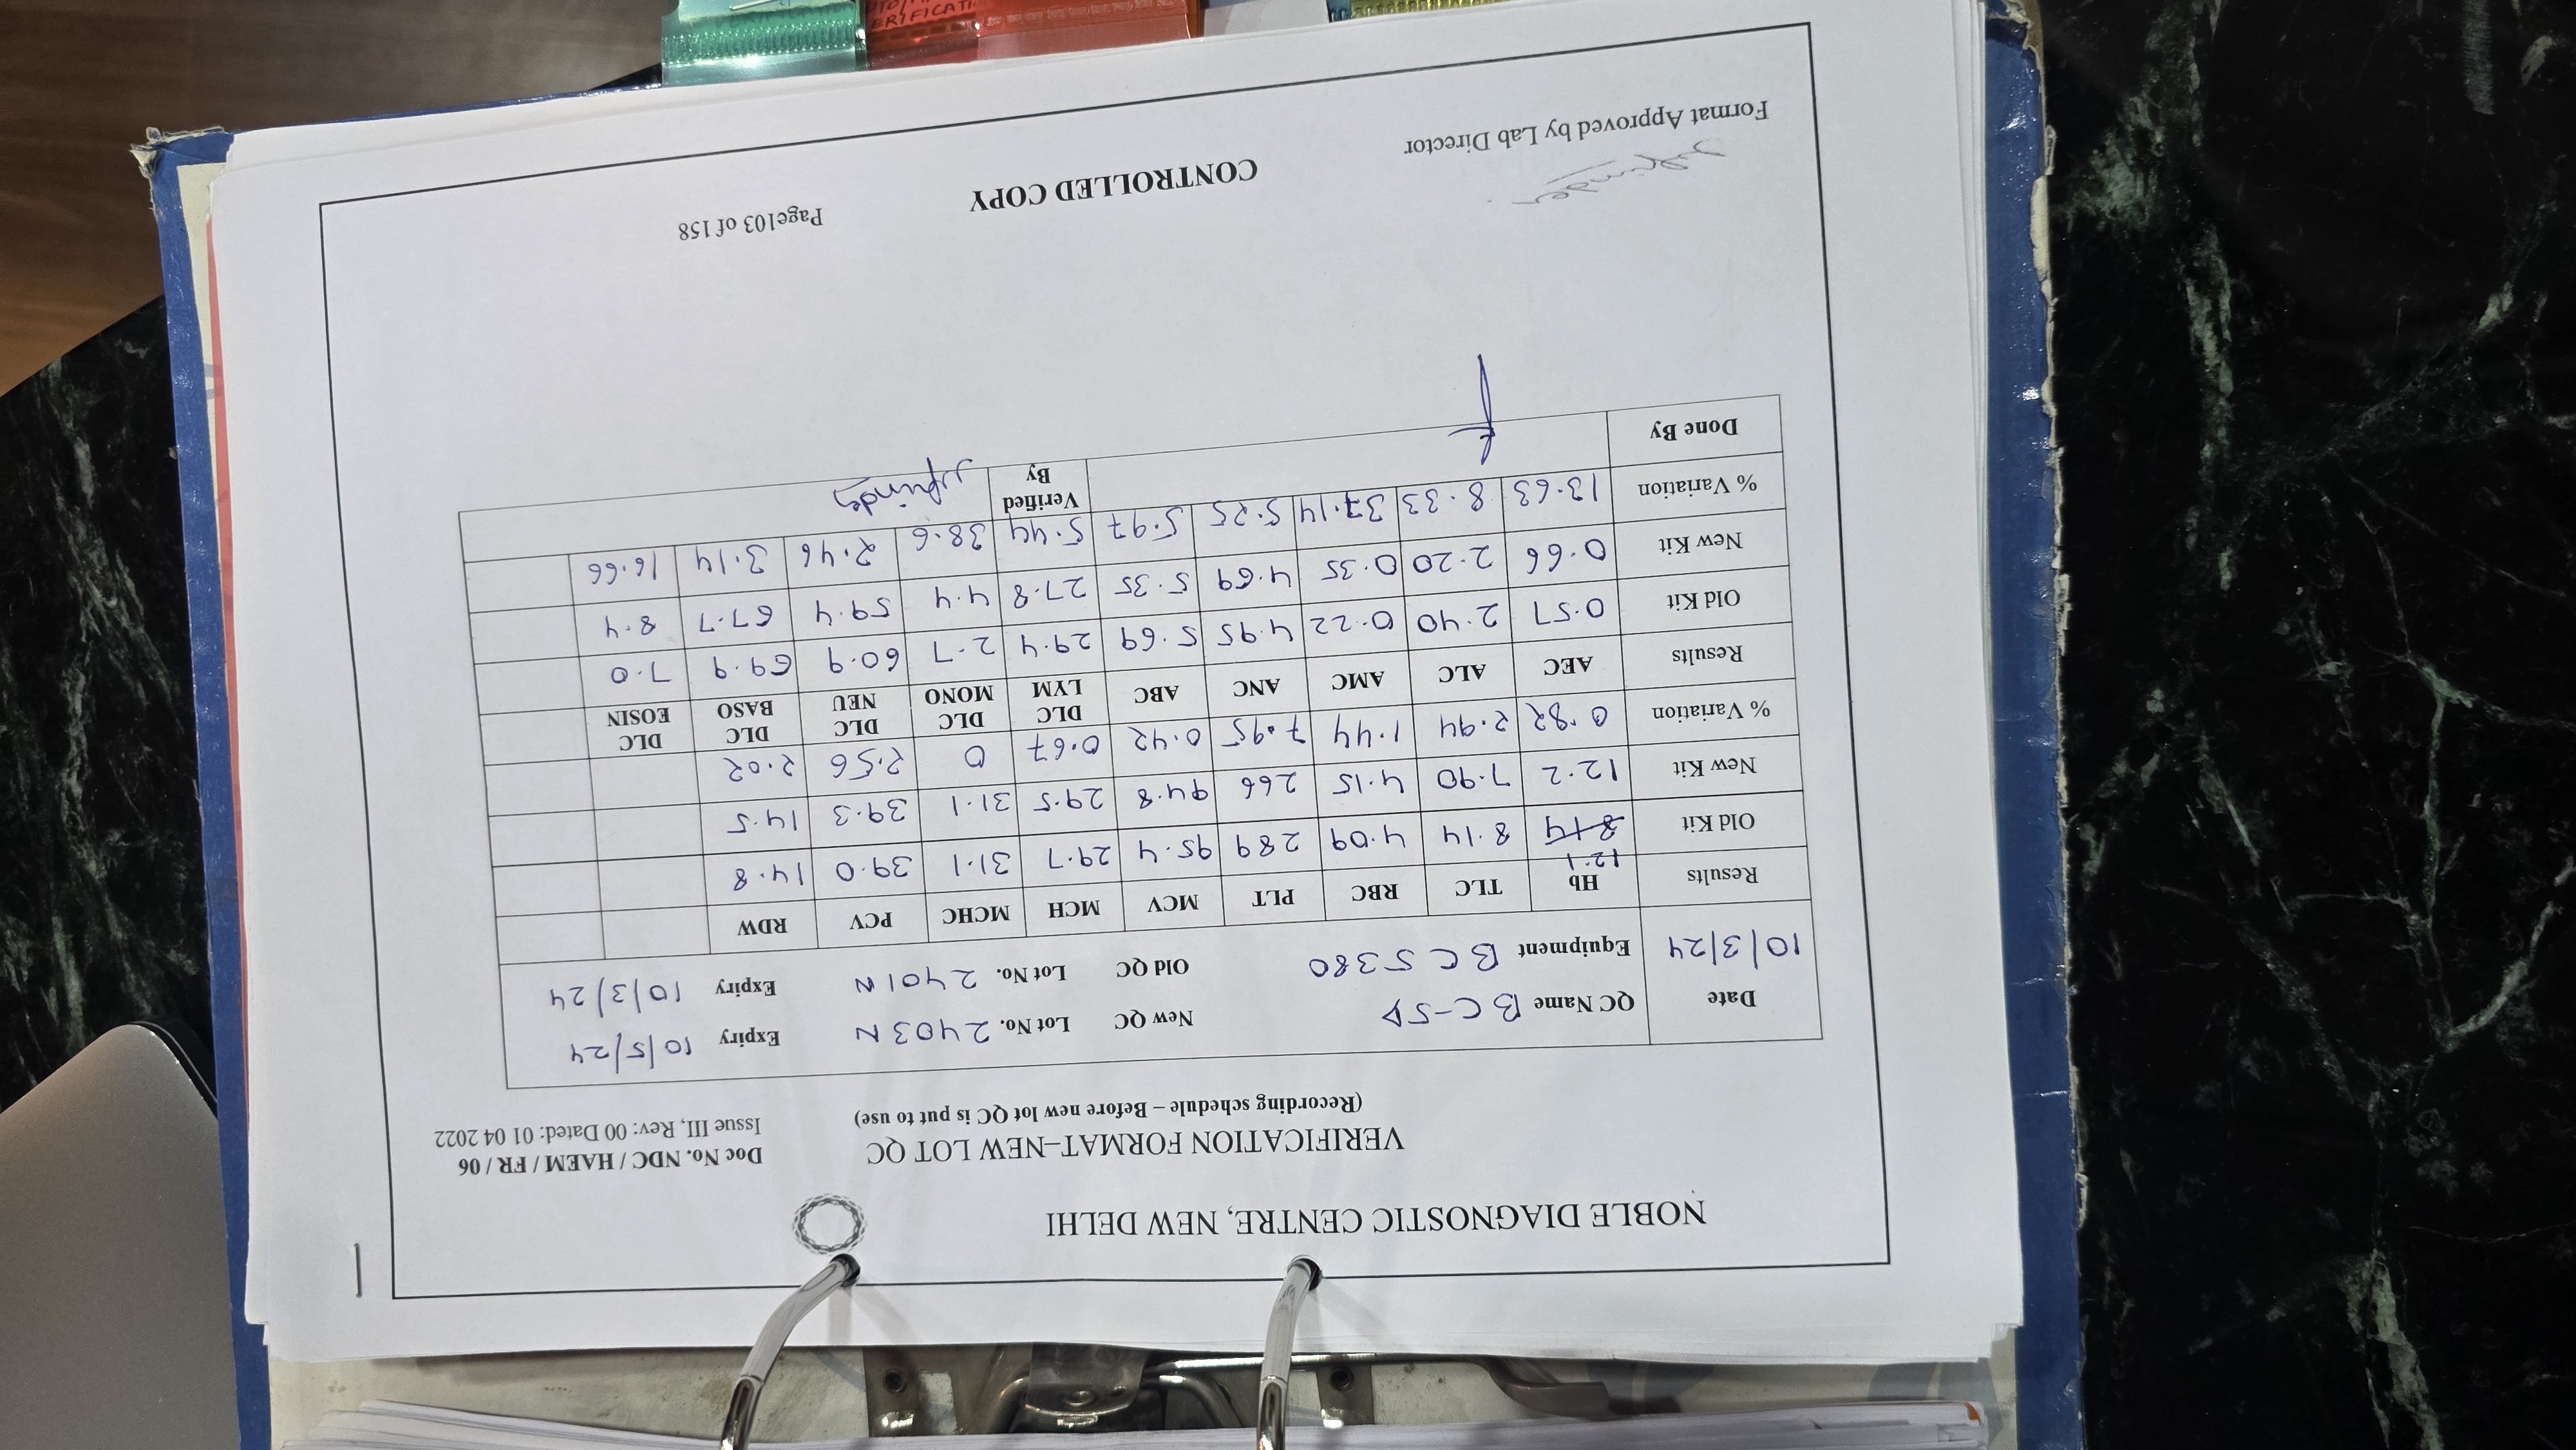 NOBLE DIAGNOSTIC CENTRE, NEW DELHI
Doc No. NDC / HAEM / FR / 06
Issue III, Rev: 00 Dated: 01 04 2022
VERIFICATION FORMAT–NEW LOT QC
(Recording schedule – Before new lot QC is put to use)
Date QC Name BC-5D New QC Lot No. 2403N Expiry 10/5/24
10/3/24 Equipment BC 5380 Old QC Lot No. 2401N Expiry 10/3/24
Results Hb TLC RBC PLT MCV MCH MCHC PCV RDW
Old Kit 12.1 8.14 4.09 289 95.4 29.7 31.1 39.0 14.8
New Kit 12.2 7.90 4.15 266 94.8 29.5 31.1 39.3 14.5
% Variation 0.82 2.94 1.44 7.95 0.42 0.67 0 2.56 2.02
Results AEC ALC AMC ANC ABC DLC LYM DLC MONO DLC NEU DLC BASO DLC EOSIN
Old Kit 0.57 2.40 0.22 4.95 5.69 29.4 2.7 60.9 69.9 7.0
New Kit 0.66 2.20 0.35 4.69 5.35 27.8 4.4 59.4 67.7 8.4
% Variation 13.63 8.33 37.14 5.25 5.97 5.44 38.6 2.46 3.14 16.66
Done By Verified By
Page103 of 158
Format Approved by Lab Director CONTROLLED COPY